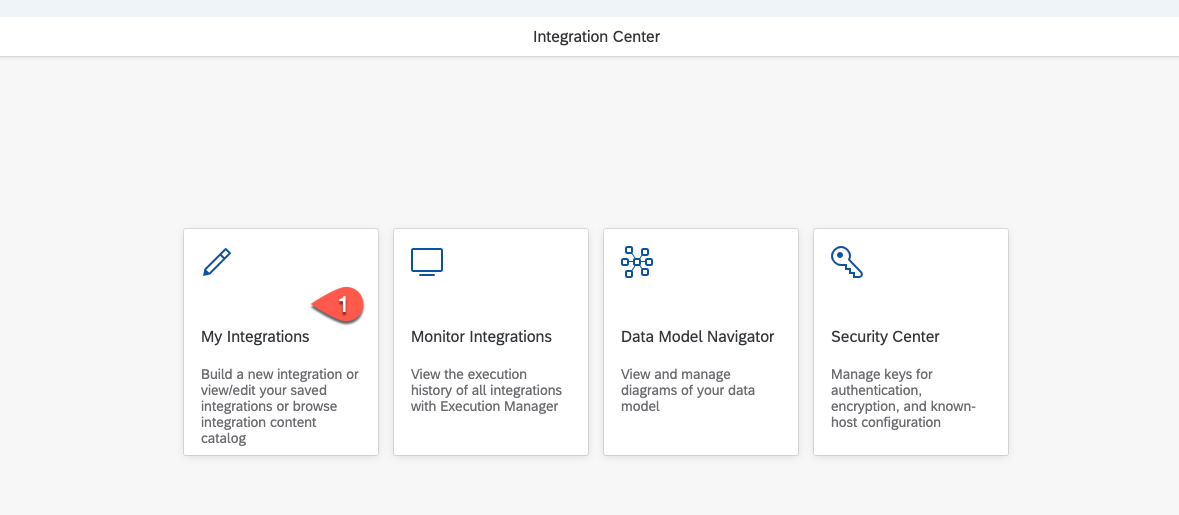 Integration Center
1
My Integrations
Build a new integration or
view/edit your saved
integrations or browse
integration content
catalog
Monitor Integrations
View the execution
history of all integrations
with Execution Manager
Data Model Navigator
View and manage
diagrams of your data
model
Security Center
Manage keys for
authentication,
encryption, and known-
host configuration